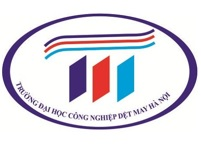 TRƯỜNG ĐẠI HỌC CÔNG NGHIỆP DỆT MAY HÀ NỘI